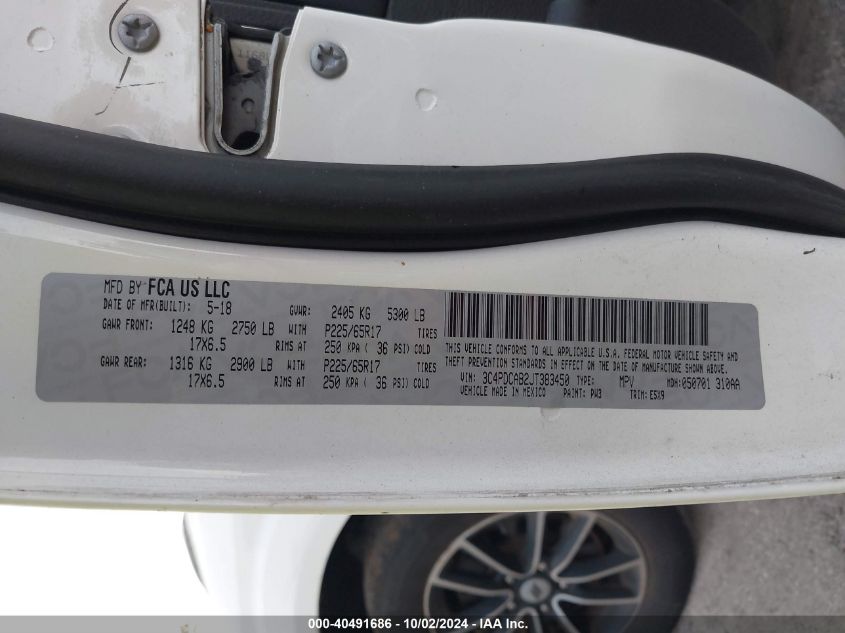 MFD BY FCA US LLC
DATE OF MFR(BUILT): 5-18 GVWR: 2405 KG 5300 LB
GAWR FRONT: 1248 KG 2750 LB WITH P225/65R17 TIRES
17X6.5 RIMS AT 250 KPA ( 36 PSI) COLD
GAWR REAR: 1316 KG 2900 LB WITH P225/65R17 TIRES
17X6.5 RIMS AT 250 KPA ( 36 PSI) COLD
THIS VEHICLE CONFORMS TO ALL APPLICABLE U.S.A. FEDERAL MOTOR VEHICLE SAFETY AND
THEFT PREVENTION STANDARDS IN EFFECT ON THE DATE OF MANUFACTURE SHOWN ABOVE.
VIN: 3C4PDCAB2JT383450 TYPE: MPV MDH: 050701 310AA
VEHICLE MADE IN MEXICO PAINT: PW3 TRIM: E5X9
000-40491686 - 10/02/2024 - IAA Inc.